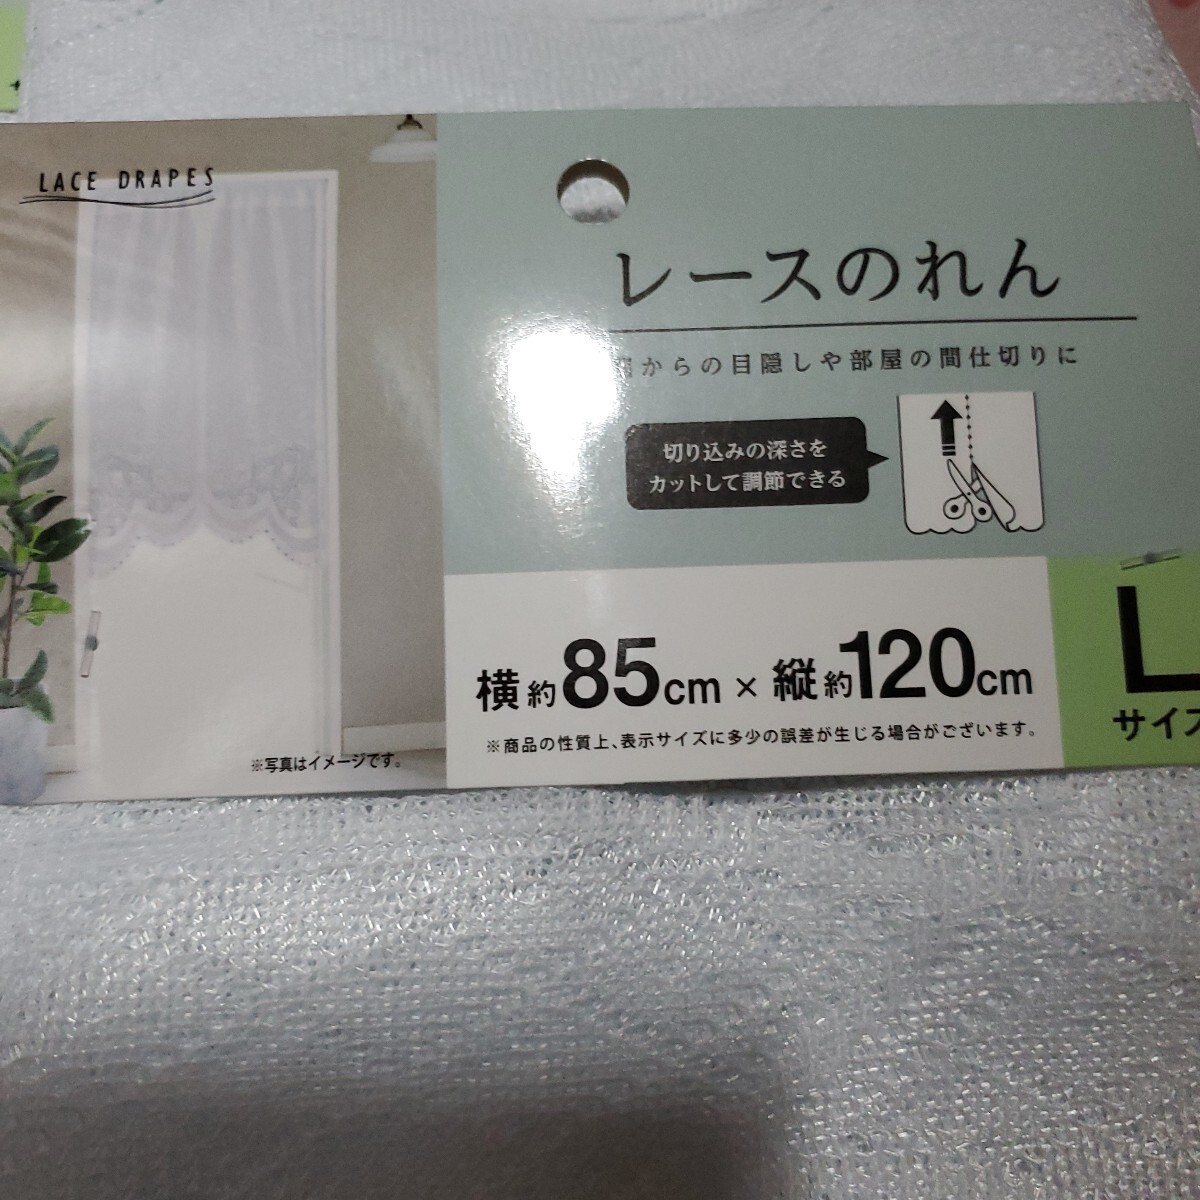 LACE DRAPES
レースのれん
からの目隠しや部屋の間仕切りに
切り込みの深さを
カットして調節できる
横約85cm×縦約120cm
※商品の性質上、表示サイズに多少の誤差が生じる場合がございます。
L
サイズ
※写真はイメージです。